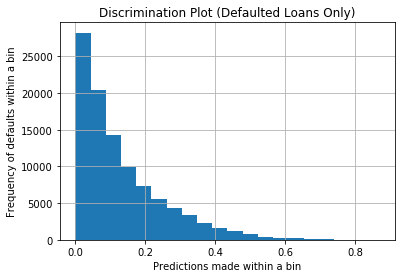 Discrimination Plot (Defaulted Loans Only)
Frequency of defaults within a bin
25000
20000
15000
10000
5000
0
0.0 0.2 0.4 0.6 0.8
Predictions made within a bin